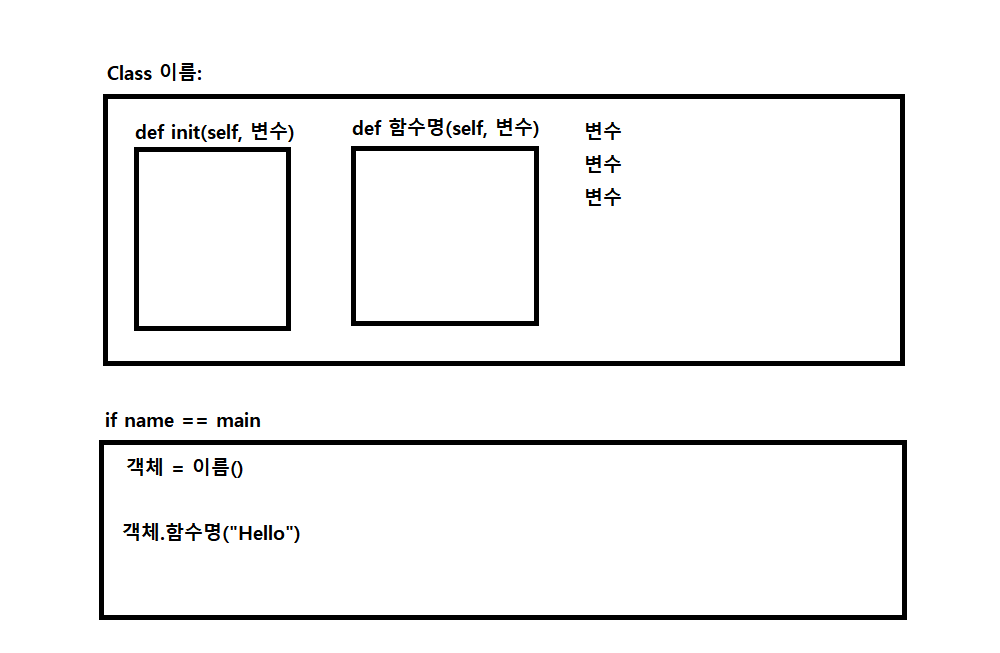 Class 이름:
def init(self, 변수)
def 함수명(self, 변수)
변수
변수
변수
if name == main
객체 = 이름()
객체.함수명("Hello")